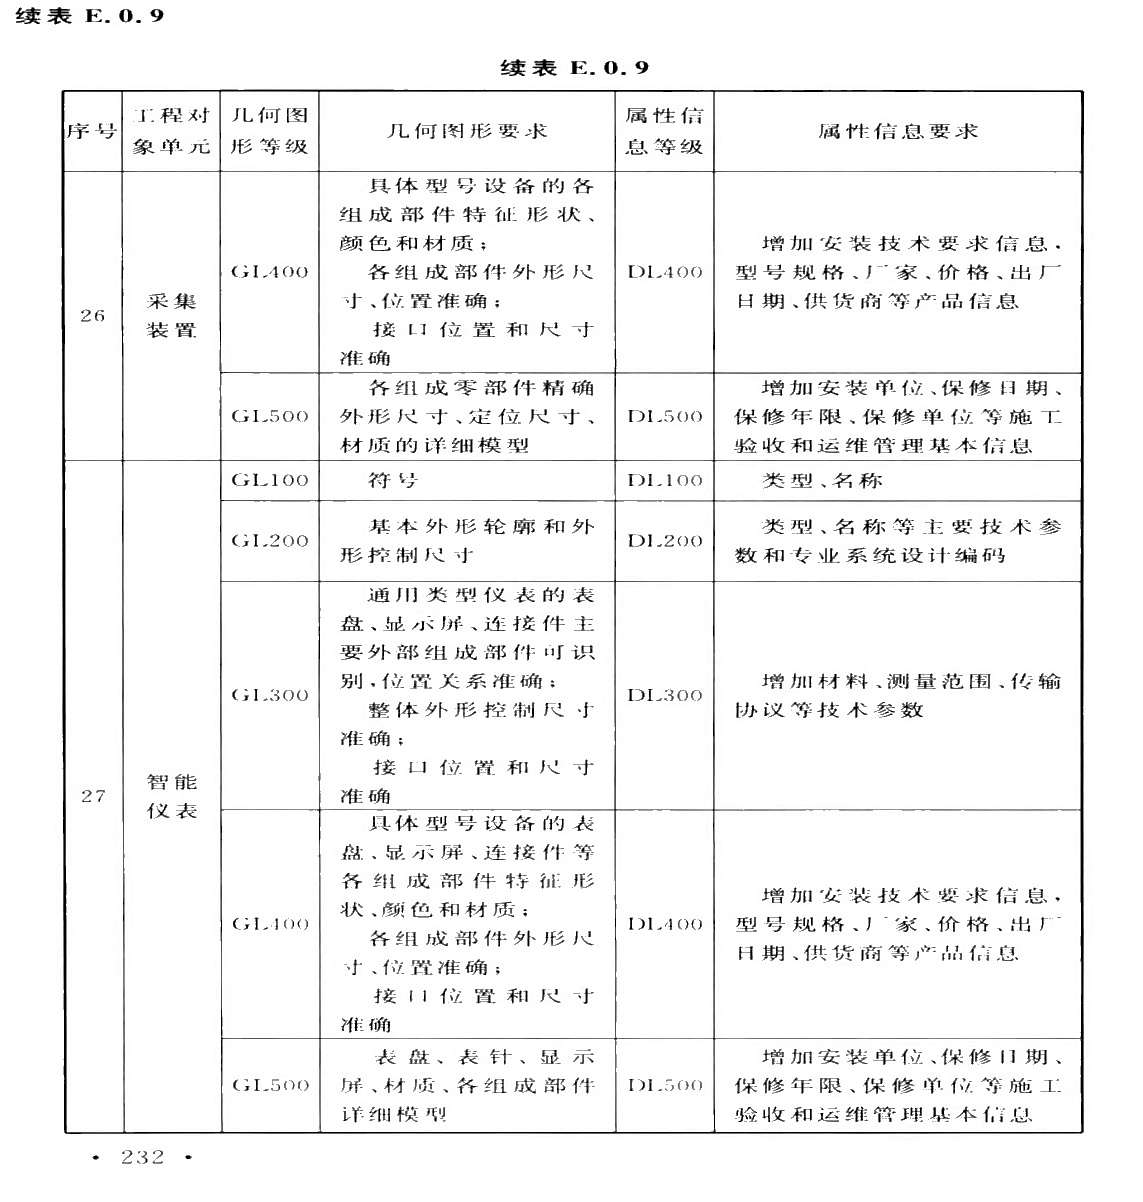 续表 E.0.9
续表 E.0.9
序号
工程对
象单元
几何图
形等级
几何图形要求
属性信
息等级
属性信息要求
26
采集
装置
GL400
具体型号设备的各
组成部件特征形状、
颜色和材质；
各组成部件外形尺
寸、位置准确；
接口位置和尺寸
准确
DL400
增加安装技术要求信息，
型号规格、厂家、价格、出厂
日期、供货商等产品信息
GL500
各组成零部件精确
外形尺寸、定位尺寸、
材质的详细模型
DL500
增加安装单位、保修日期、
保修年限、保修单位等施工
验收和运维管理基本信息
27
智能
仪表
GL100
符号
DL100
类型、名称
GL200
基本外形轮廓和外
形控制尺寸
DL200
类型、名称等主要技术参
数和专业系统设计编码
GL300
通用类型仪表的表
盘、显示屏、连接件主
要外部组成部件可识
别，位置关系准确；
整体外形控制尺寸
准确；
接口位置和尺寸
准确
DL300
增加材料、测量范围、传输
协议等技术参数
GL400
具体型号设备的表
盘、显示屏、连接件等
各组成部件特征形
状、颜色和材质；
各组成部件外形尺
寸、位置准确；
接口位置和尺寸
准确
DL400
增加安装技术要求信息，
型号规格、厂家、价格、出厂
日期、供货商等产品信息
GL500
表盘、表针、显示
屏、材质、各组成部件
详细模型
DL500
增加安装单位、保修日期、
保修年限、保修单位等施工
验收和运维管理基本信息
· 232 ·